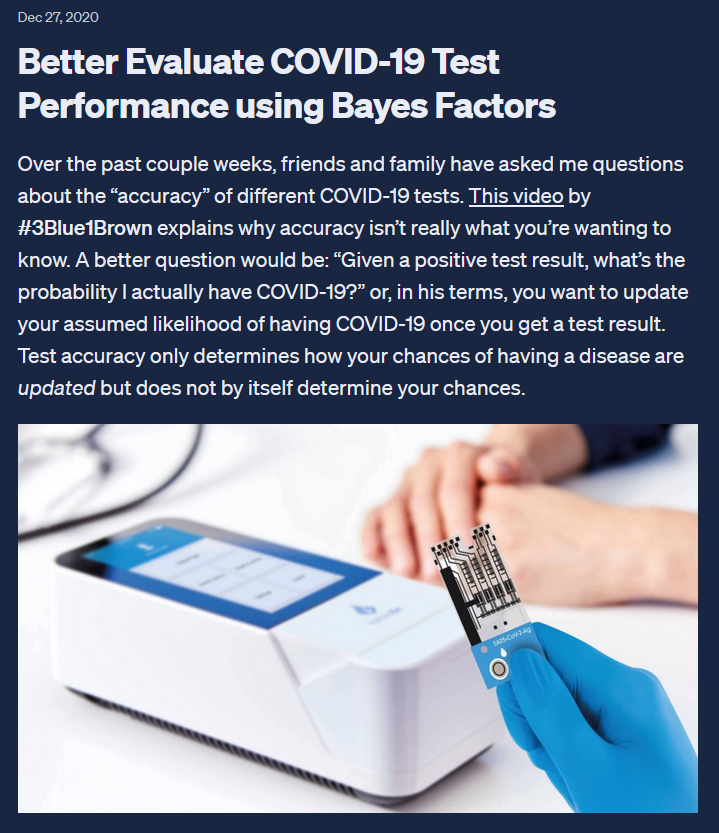 Dec 27, 2020
Better Evaluate COVID-19 Test
Performance using Bayes Factors
Over the past couple weeks, friends and family have asked me questions
about the “accuracy” of different COVID-19 tests. This video by
#3Blue1Brown explains why accuracy isn’t really what you’re wanting to
know. A better question would be: “Given a positive test result, what’s the
probability I actually have COVID-19?” or, in his terms, you want to update
your assumed likelihood of having COVID-19 once you get a test result.
Test accuracy only determines how your chances of having a disease are
updated but does not by itself determine your chances.
SARS-CoV-2-Ag